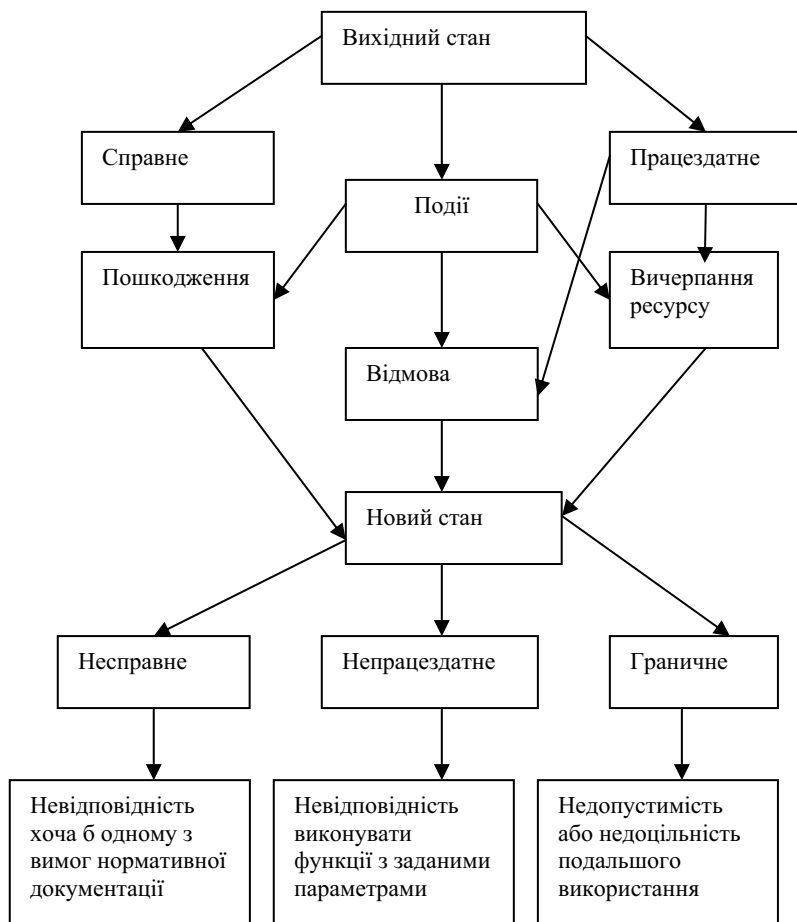 Вихідний стан
Справне
Працездатне
Події
Пошкодження
Вичерпання
ресурсу
Відмова
Новий стан
Несправне
Непрацездатне
Граничне
Невідповідність
хоча б одному з
вимог нормативної
документації
Невідповідність
виконувати
функції з заданими
параметрами
Недопустимість
або недоцільність
подальшого
використання